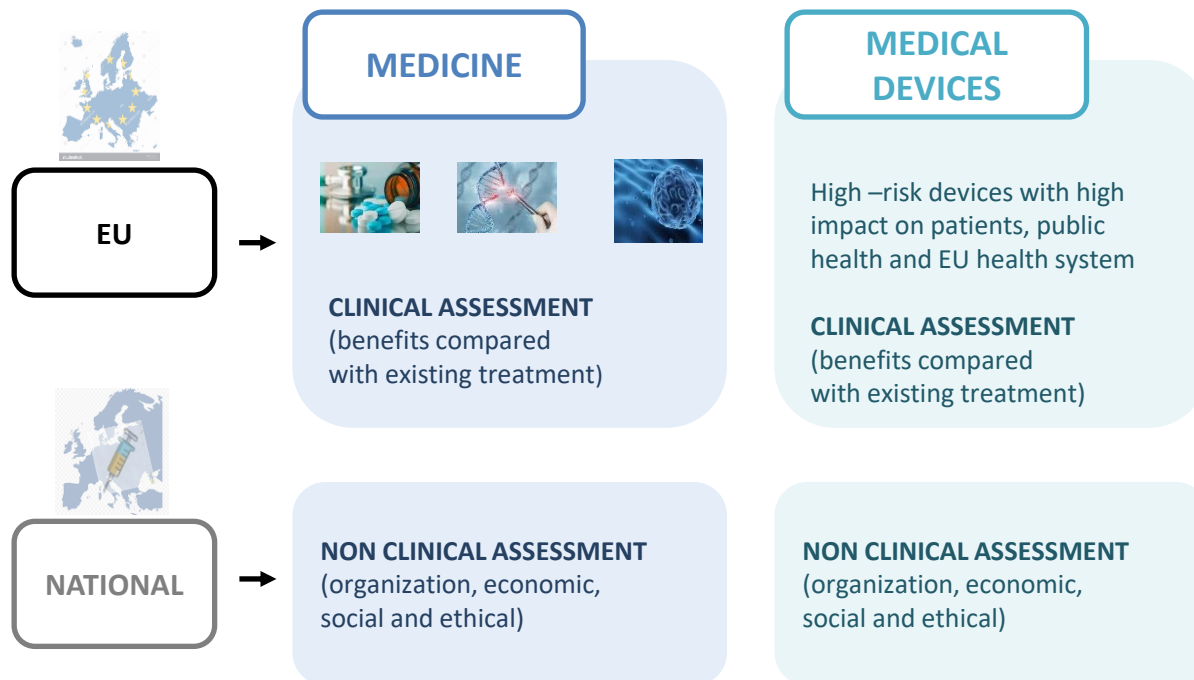 MEDICINE
MEDICAL
DEVICES
EU
High –risk devices with high
impact on patients, public
health and EU health system
CLINICAL ASSESSMENT
(benefits compared
with existing treatment)
CLINICAL ASSESSMENT
(benefits compared
with existing treatment)
NATIONAL
NON CLINICAL ASSESSMENT
(organization, economic,
social and ethical)
NON CLINICAL ASSESSMENT
(organization, economic,
social and ethical)